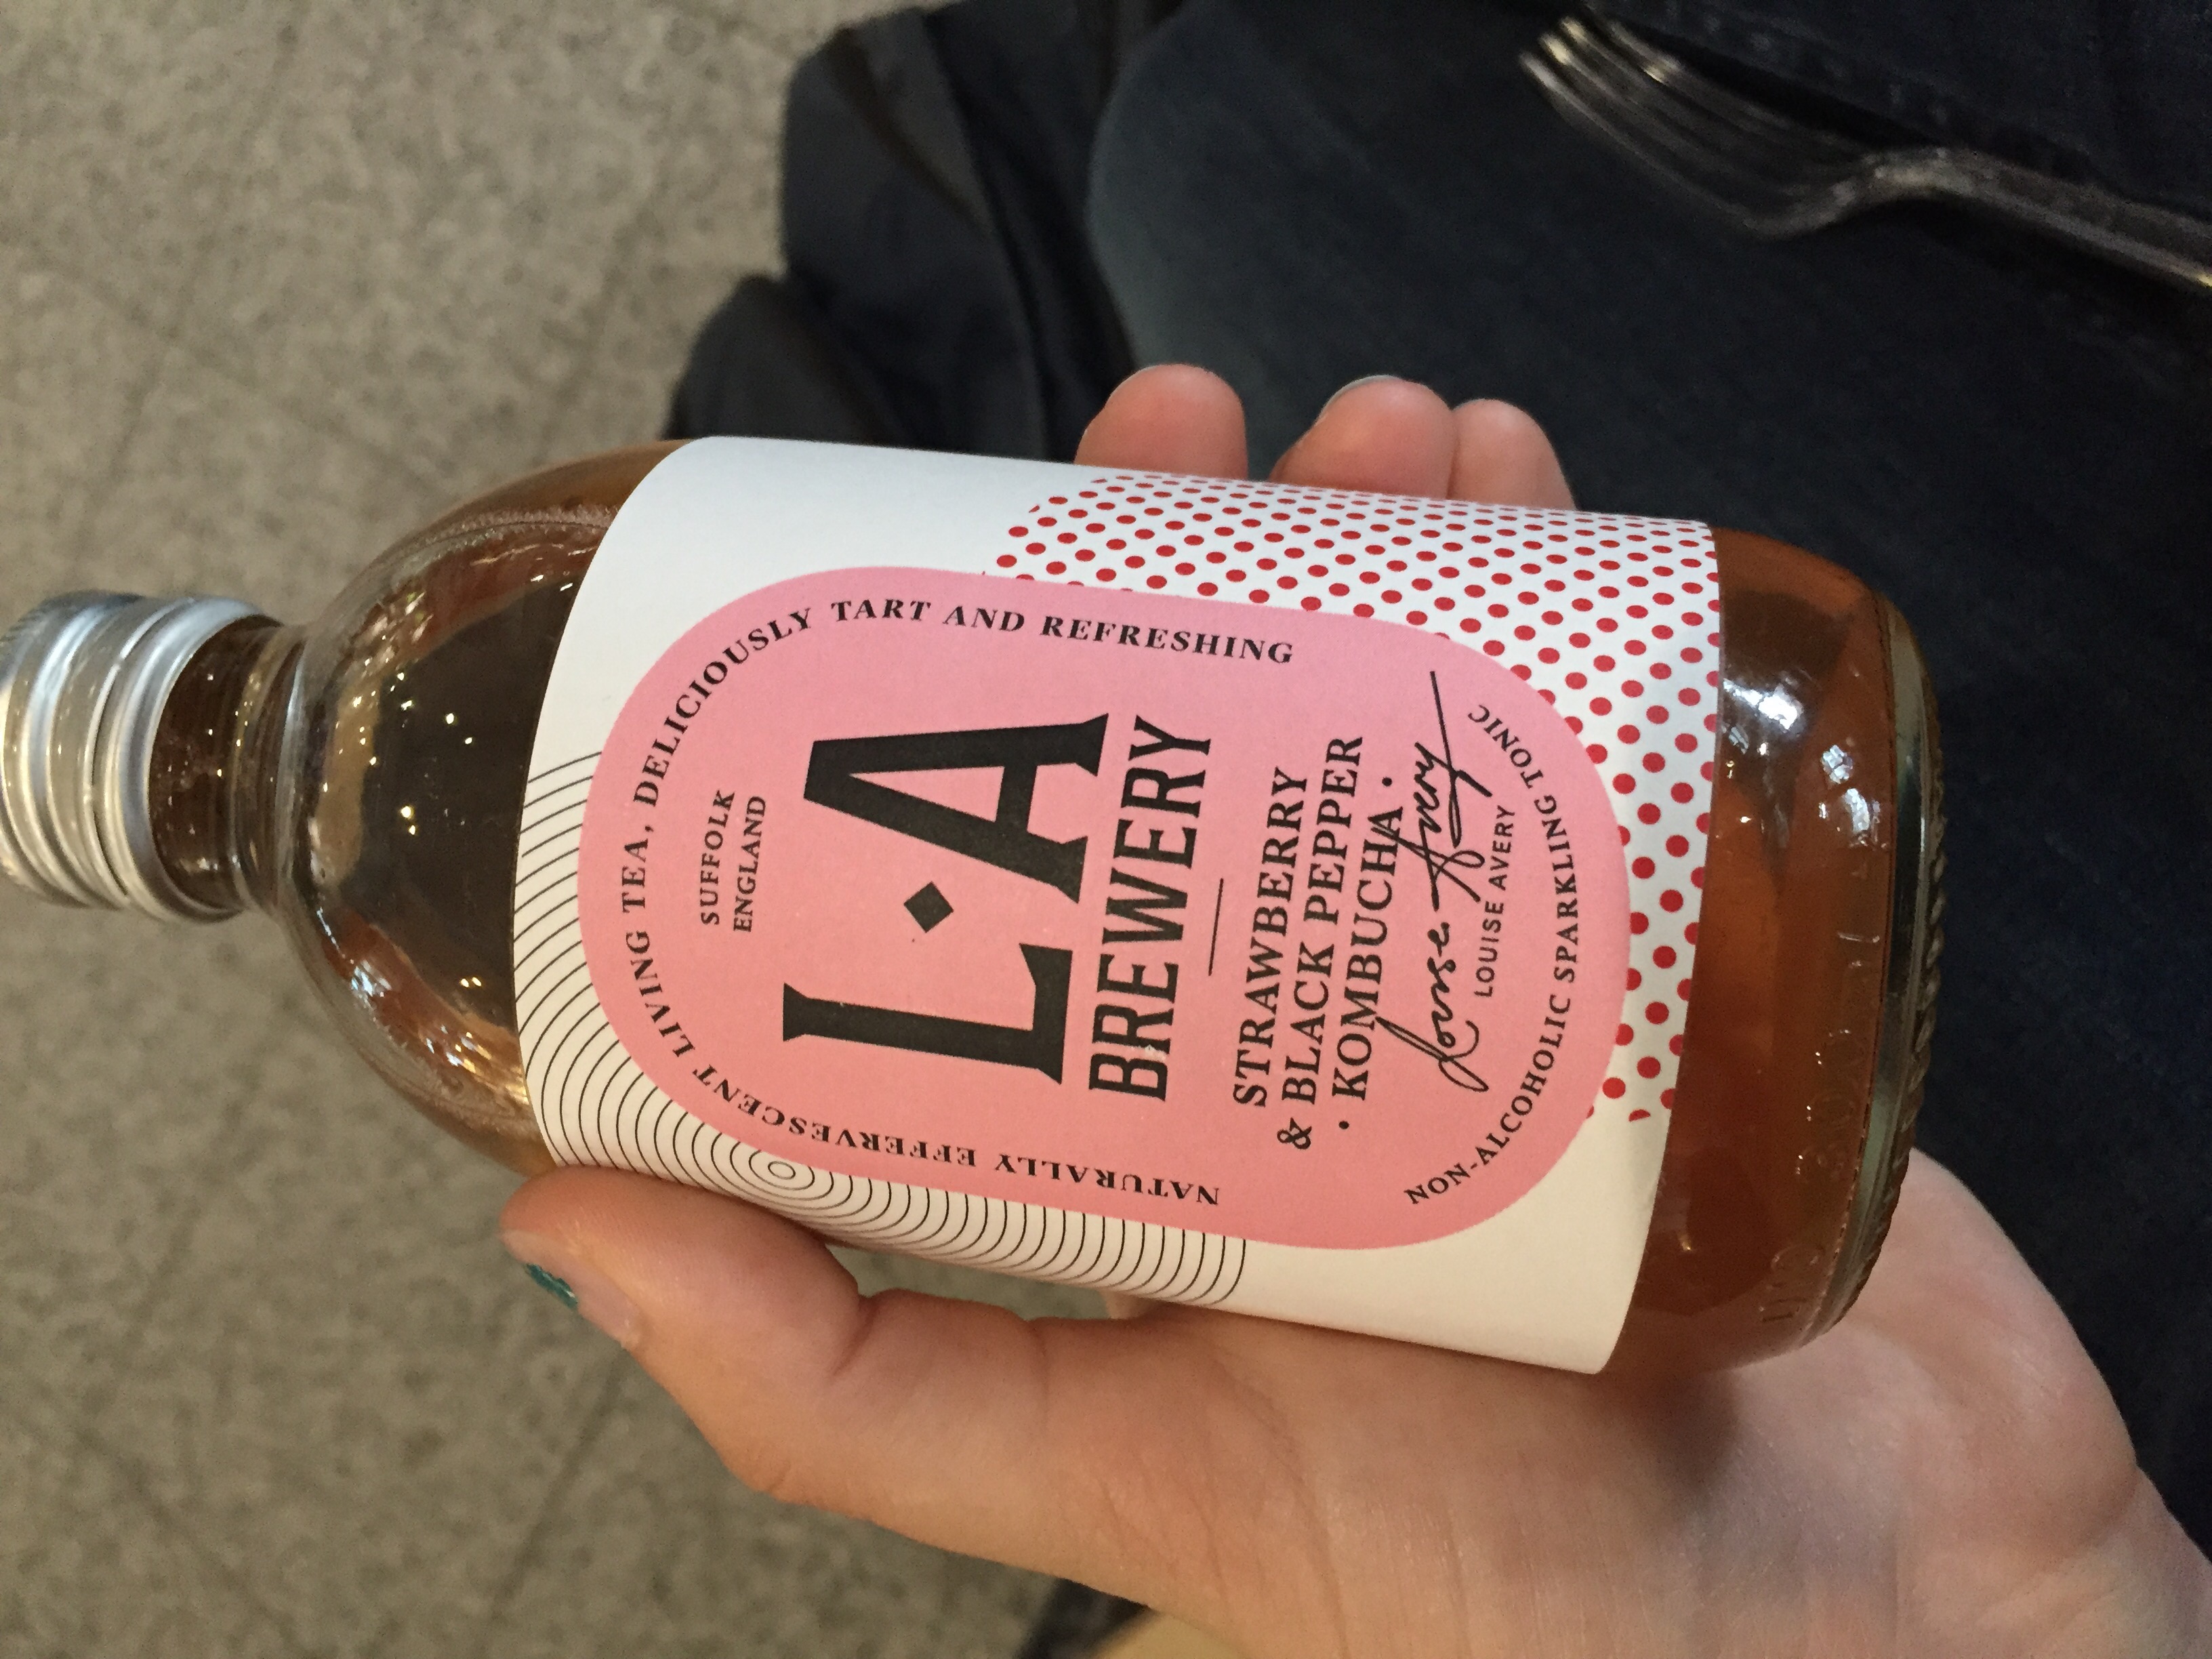 NATURALLY EFFERVESCENT LIVING TEA, DELICIOUSLY TART AND REFRESHING
SUFFOLK
ENGLAND
L·A
BREWERY
STRAWBERRY
& BLACK PEPPER
· KOMBUCHA ·
Louise Avery
LOUISE AVERY
NON-ALCOHOLIC SPARKLING TONIC